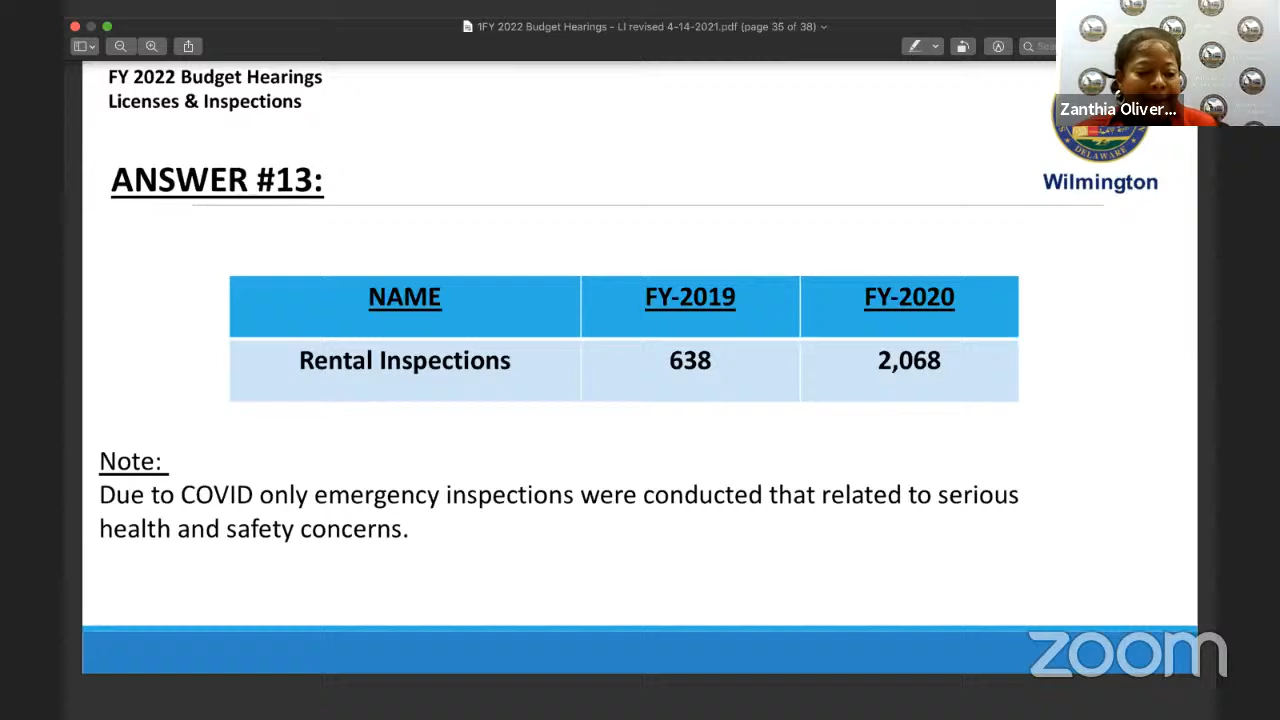 1FY 2022 Budget Hearings - LI revised 4-14-2021.pdf (page 35 of 38)
FY 2022 Budget Hearings
Licenses & Inspections
Zanthia Oliver...
DELAWARE
Wilmington
ANSWER #13:
NAME FY-2019 FY-2020
Rental Inspections 638 2,068
Note:
Due to COVID only emergency inspections were conducted that related to serious
health and safety concerns.
zoom